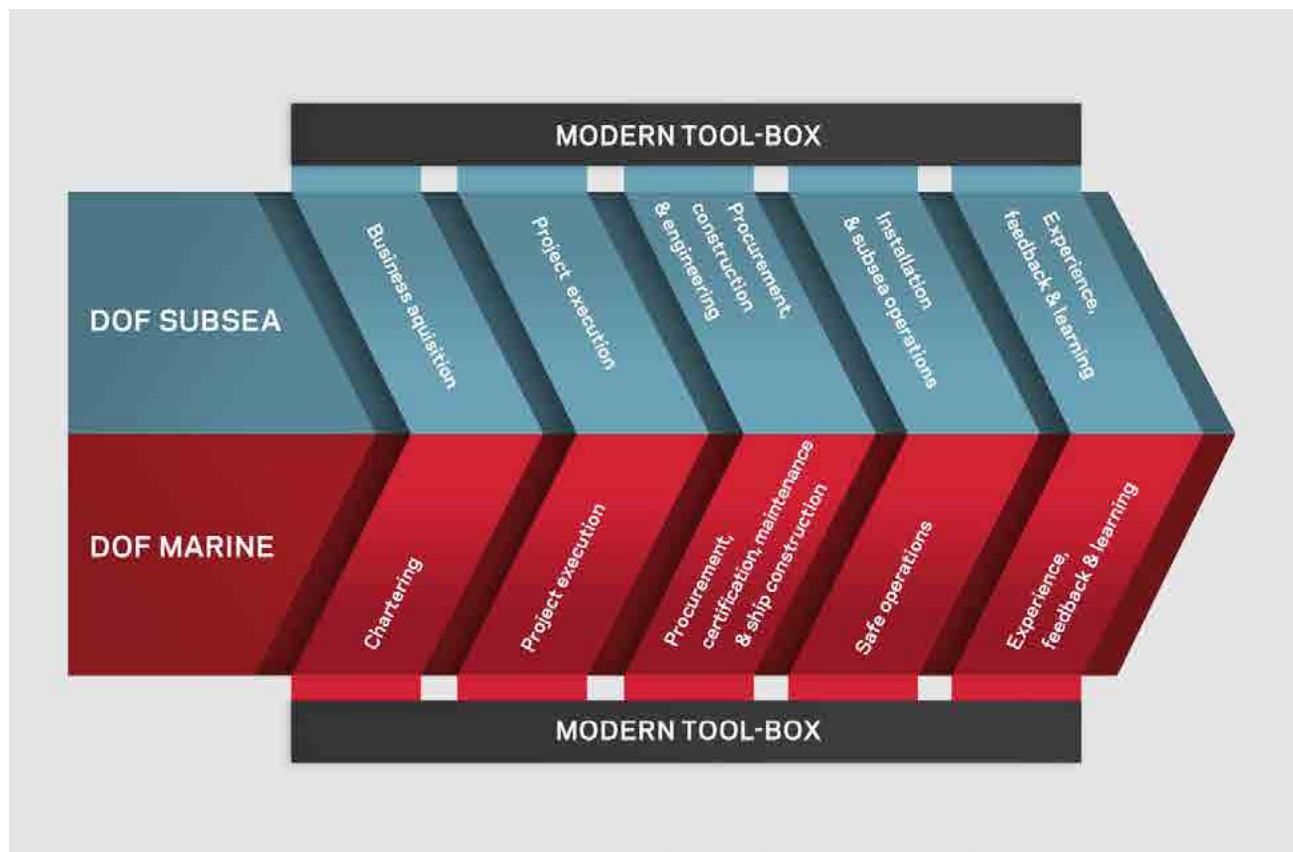 MODERN TOOL-BOX
DOF SUBSEA
Business aquisition
Project execution
Procurement,
construction
& engineering
Installation
& subsea operations
Experience,
feedback & learning
DOF MARINE
Chartering
Project execution
Procurement,
certification, maintenance
& ship construction
Safe operations
Experience,
feedback & learning
MODERN TOOL-BOX